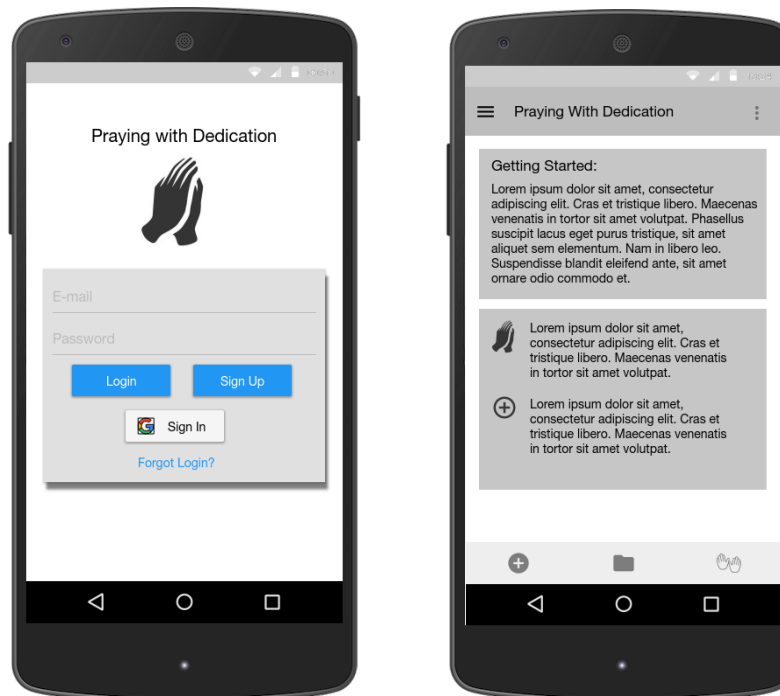 Praying with Dedication
E-mail
Password
Login
Sign Up
G Sign In
Forgot Login?
Praying With Dedication
Getting Started:
Lorem ipsum dolor sit amet, consectetur
adipiscing elit. Cras et tristique libero. Maecenas
venenatis in tortor sit amet volutpat. Phasellus
suscipit lacus eget purus tristique, sit amet
aliquet sem elementum. Nam in libero leo.
Suspendisse blandit eleifend ante, sit amet
ornare odio commodo et.
Lorem ipsum dolor sit amet,
consectetur adipiscing elit. Cras et
tristique libero. Maecenas venenatis
in tortor sit amet volutpat.
Lorem ipsum dolor sit amet,
consectetur adipiscing elit. Cras et
tristique libero. Maecenas venenatis
in tortor sit amet volutpat.